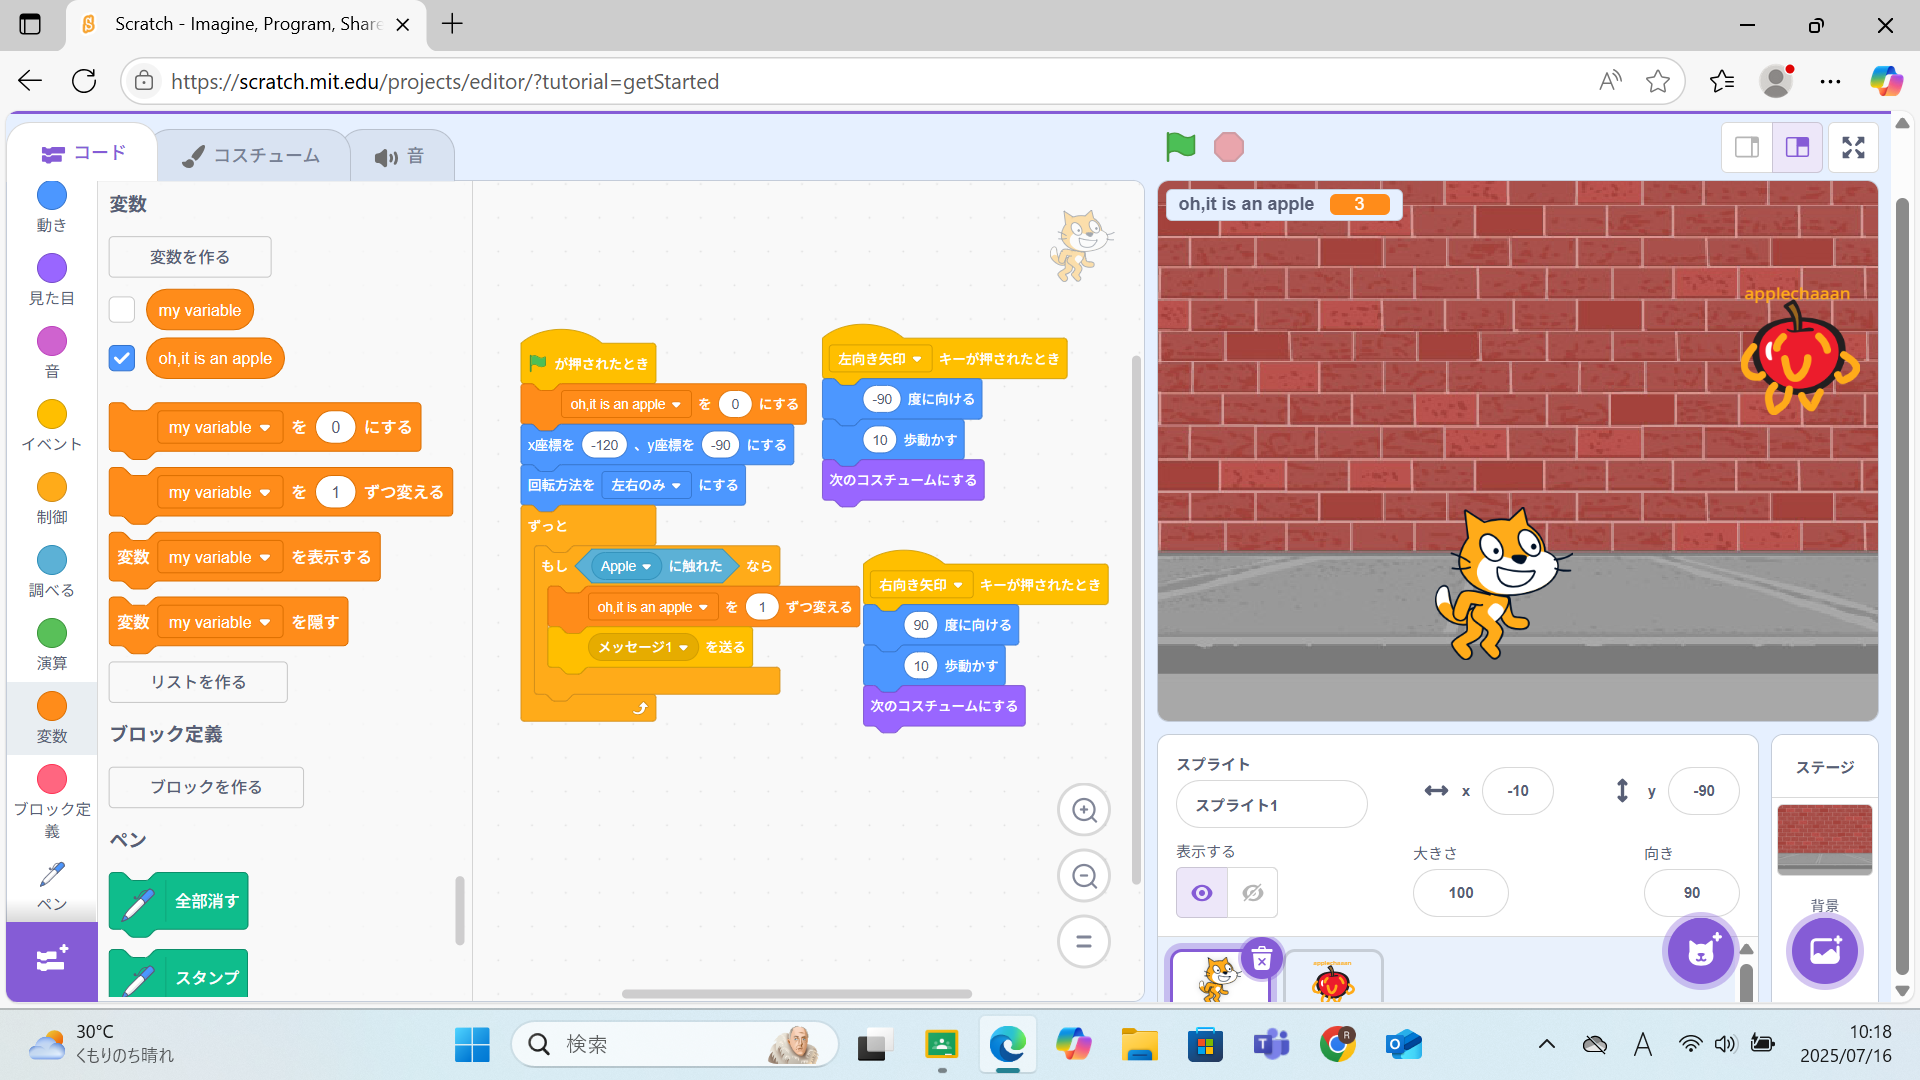 Scratch - Imagine, Program, Share
https://scratch.mit.edu/projects/editor/?tutorial=getStarted
コード
コスチューム
音
動き
見た目
音
イベント
制御
調べる
演算
変数
ブロック定
義
ペン
変数
変数を作る
my variable
oh,it is an apple
my variable を 0 にする
my variable を 1 ずつ変える
変数 my variable を表示する
変数 my variable を隠す
リストを作る
ブロック定義
ブロックを作る
ペン
全部消す
スタンプ
が押されたとき
oh,it is an apple を 0 にする
x座標を -120 、y座標を -90 にする
回転方法を 左右のみ にする
ずっと
もし Apple に触れた なら
oh,it is an apple を 1 ずつ変える
メッセージ1 を送る
左向き矢印 キーが押されたとき
-90 度に向ける
10 歩動かす
次のコスチュームにする
右向き矢印 キーが押されたとき
90 度に向ける
10 歩動かす
次のコスチュームにする
oh,it is an apple 3
applechaaan
スプライト
スプライト1
x -10
y -90
表示する
大きさ
100
向き
90
ステージ
背景
applechaaan
30°C
くもりのち晴れ
検索
A
10:18
2025/07/16